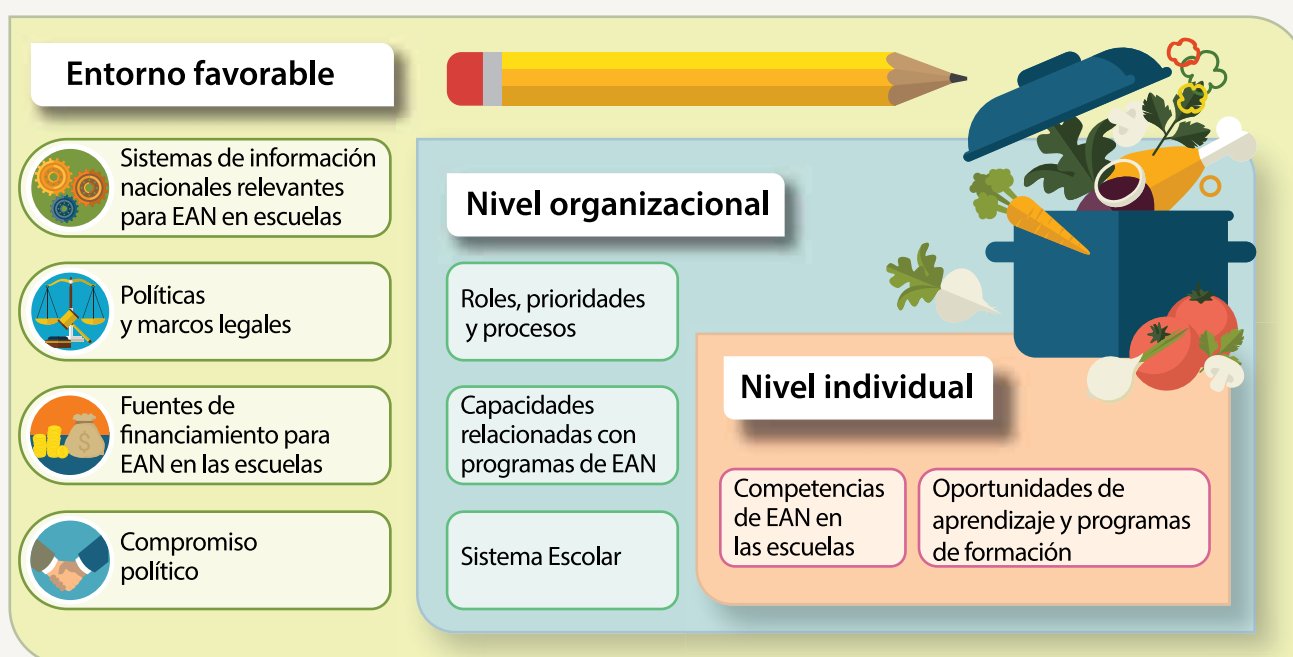 Entorno favorable
Sistemas de información
nacionales relevantes
para EAN en escuelas
Políticas
y marcos legales
Fuentes de
financiamiento para
EAN en las escuelas
Compromiso
político
Nivel organizacional
Roles, prioridades
y procesos
Capacidades
relacionadas con
programas de EAN
Sistema Escolar
Nivel individual
Competencias
de EAN en
las escuelas
Oportunidades de
aprendizaje y programas
de formación
$